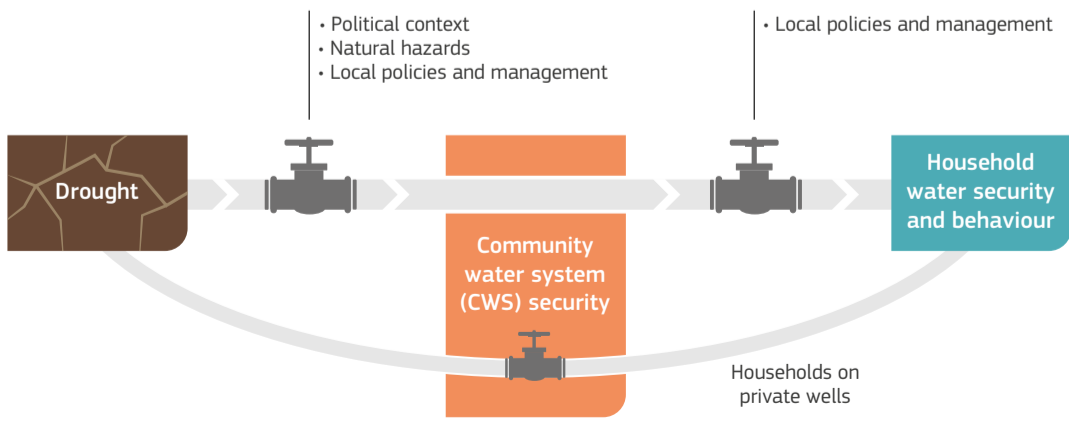 • Political context
• Natural hazards
• Local policies and management
• Local policies and management
Drought
Household
water security
and behaviour
Community
water system
(CWS) security
Households on
private wells